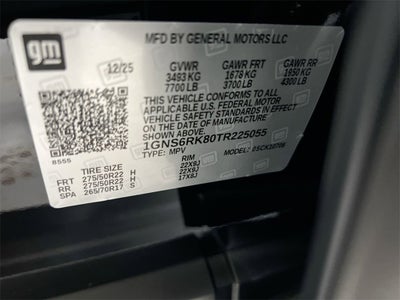 gm
MFD BY GENERAL MOTORS LLC
12/25 GVWR GAWR FRT GAWR RR
3493 KG 1678 KG 1950 KG
7700 LB 3700 LB 4300 LB
THIS VEHICLE CONFORMS TO ALL
APPLICABLE U.S. FEDERAL MOTOR
VEHICLE SAFETY STANDARDS IN
EFFECT ON THE DATE OF MANUFACTURE
SHOWN ABOVE.
1GNS6RK80TR225055
TYPE: MPV MODEL:
B555
TIRE SIZE RIM
FRT 275/50R22 H 22X9J
RR 275/50R22 H 22X9J
SPA 265/70R17 S 17X8J